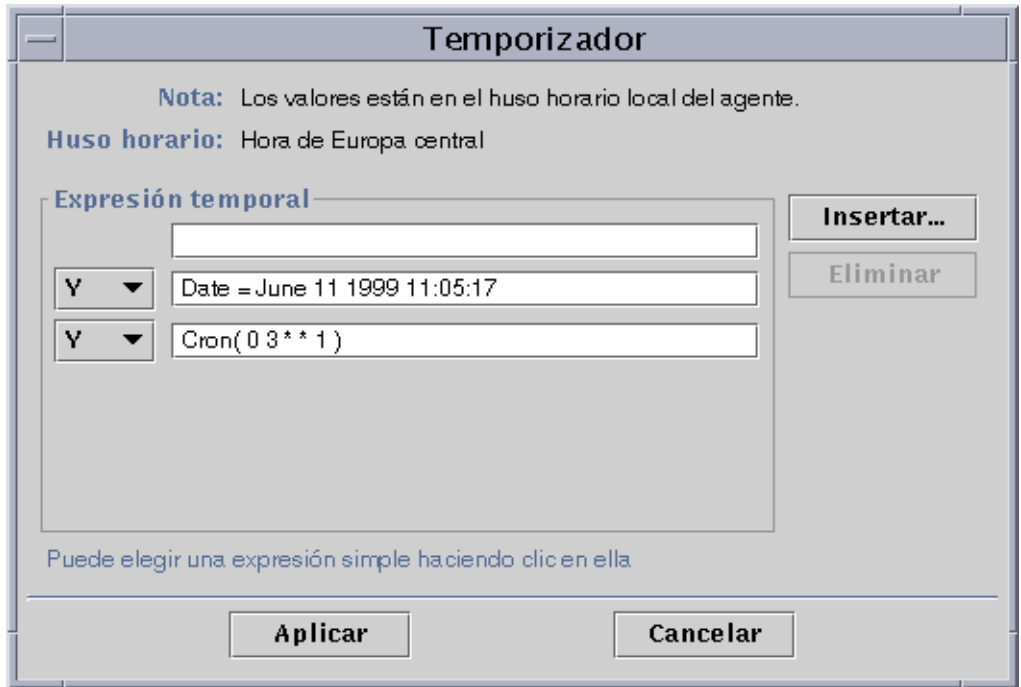 Temporizador
Nota: Los valores están en el huso horario local del agente.
Huso horario: Hora de Europa central
Expresión temporal
Insertar...
Eliminar
Y Date = June 11 1999 11:05:17
Y Cron( 0 3 * * 1 )
Puede elegir una expresión simple haciendo clic en ella
Aplicar Cancelar